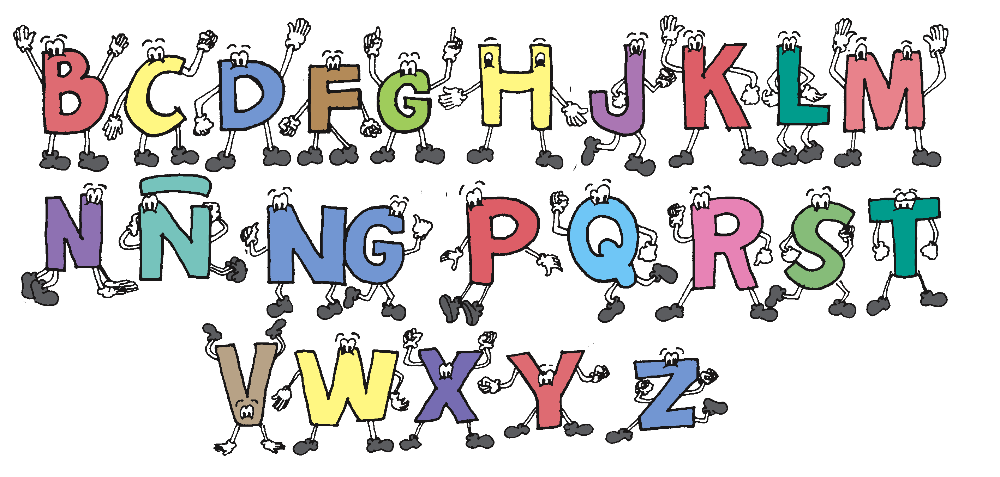 B C D F G H J K L M
N Ñ NG P Q R S T
V W X Y Z